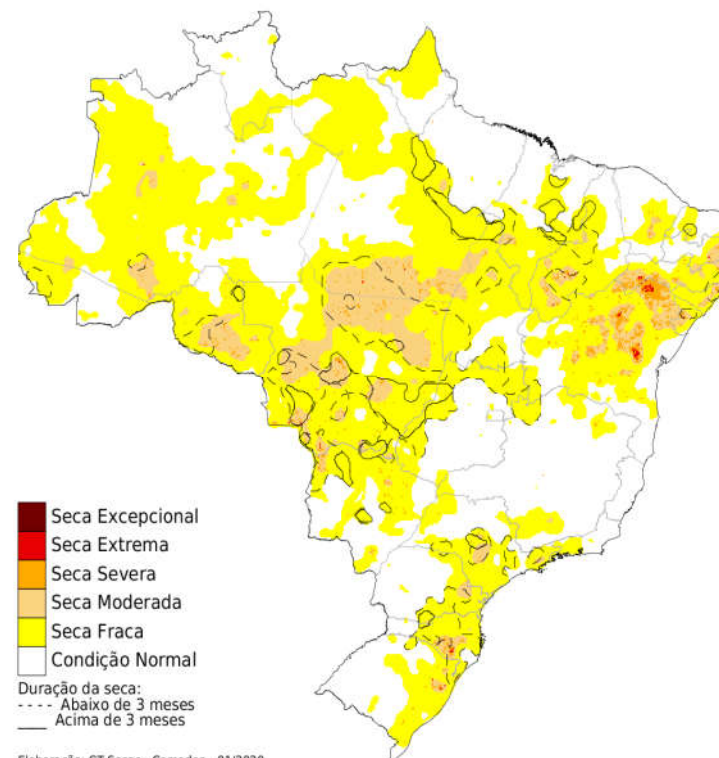 Seca Excepcional
Seca Extrema
Seca Severa
Seca Moderada
Seca Fraca
Condição Normal
Duração da seca:
Abaixo de 3 meses
Acima de 3 meses